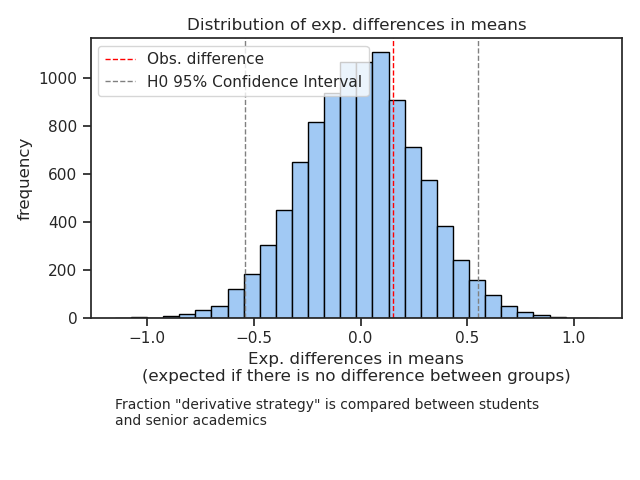 Distribution of exp. differences in means
Obs. difference
H0 95% Confidence Interval
frequency
1000
800
600
400
200
0
−1.0
−0.5
0.0
0.5
1.0
Exp. differences in means
(expected if there is no difference between groups)
Fraction "derivative strategy" is compared between students
and senior academics